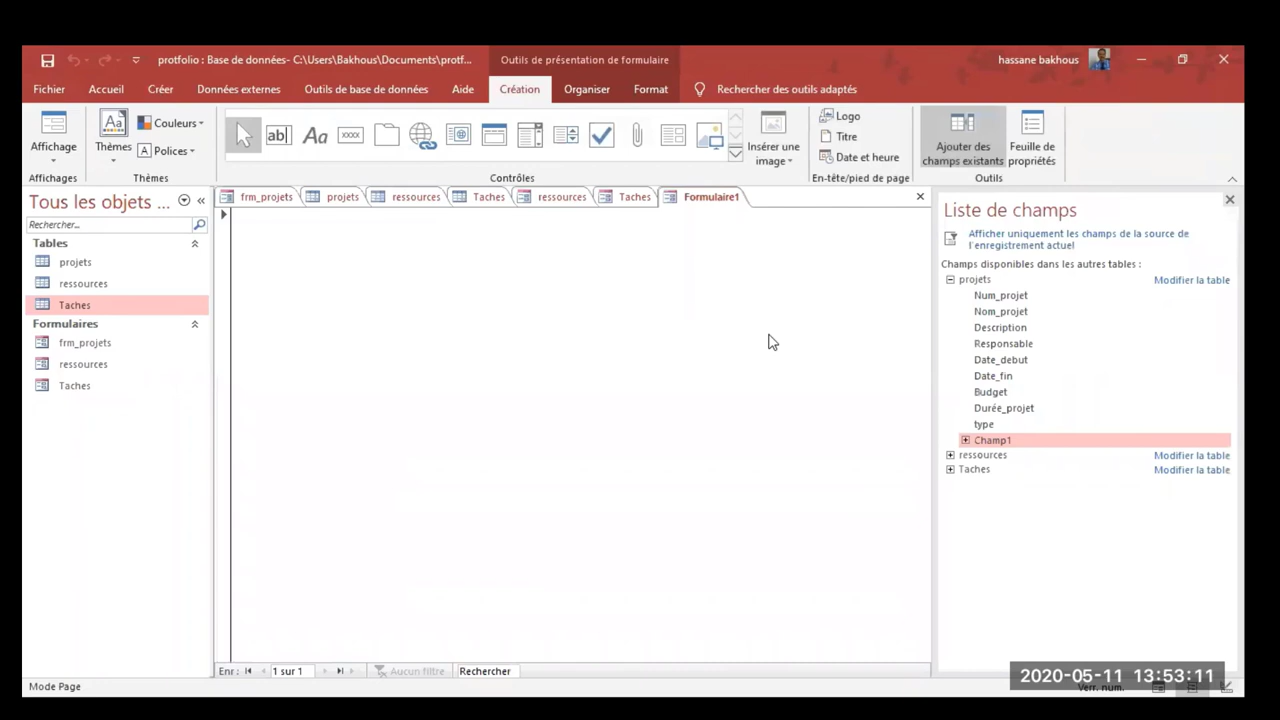 protfolio : Base de données- C:\Users\Bakhous\Documents\protf...
Outils de présentation de formulaire
hassane bakhous
Fichier
Accueil
Créer
Données externes
Outils de base de données
Aide
Création
Organiser
Format
Rechercher des outils adaptés
Affichage
Affichages
Aa
Thèmes
Couleurs
A Polices
Thèmes
ab
Aa
xxxx
Contrôles
Insérer une
image
Logo
Titre
Date et heure
En-tête/pied de page
Ajouter des
champs existants
Feuille de
propriétés
Outils
Tous les objets ...
Rechercher...
Tables
projets
ressources
Taches
Formulaires
frm_projets
ressources
Taches
frm_projets
projets
ressources
Taches
ressources
Taches
Formulaire1
Liste de champs
Afficher uniquement les champs de la source de
l'enregistrement actuel
Champs disponibles dans les autres tables :
projets Modifier la table
Num_projet
Nom_projet
Description
Responsable
Date_debut
Date_fin
Budget
Durée_projet
type
Champ1
ressources Modifier la table
Taches Modifier la table
Enr : 1 sur 1 Aucun filtre Rechercher
2020-05-11 13:53:11
Mode Page
Verr. num.